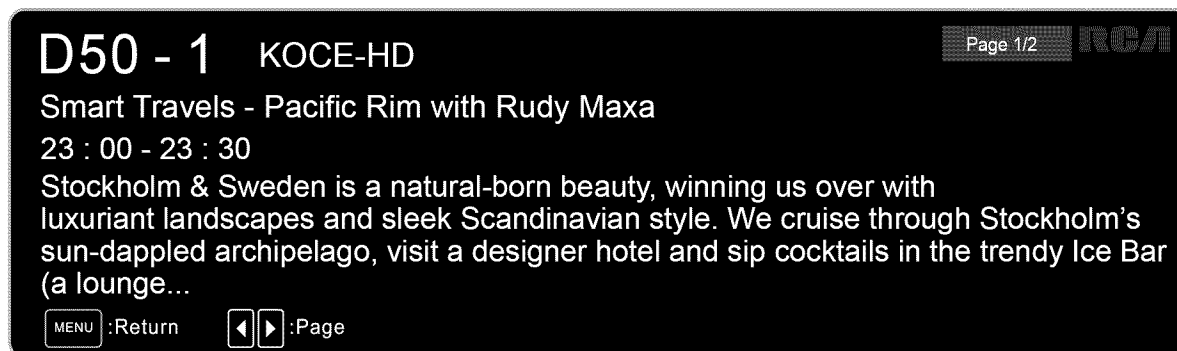 D50 - 1 KOCE-HD Page 1/2 RCA
Smart Travels - Pacific Rim with Rudy Maxa
23 : 00 - 23 : 30
Stockholm & Sweden is a natural-born beauty, winning us over with
luxuriant landscapes and sleek Scandinavian style. We cruise through Stockholm's
sun-dappled archipelago, visit a designer hotel and sip cocktails in the trendy Ice Bar
(a lounge...
MENU :Return :Page